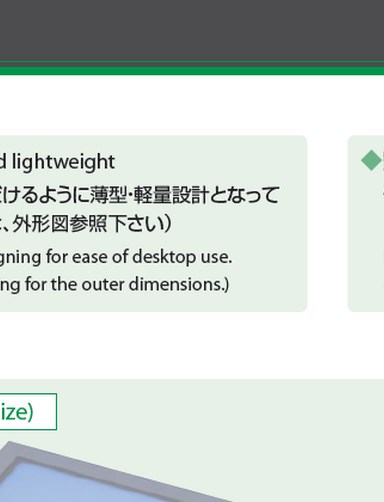 d lightweight
けるように薄型・軽量設計となって
、外形図参照下さい）
gning for ease of desktop use.
ng for the outer dimensions.)
ize)